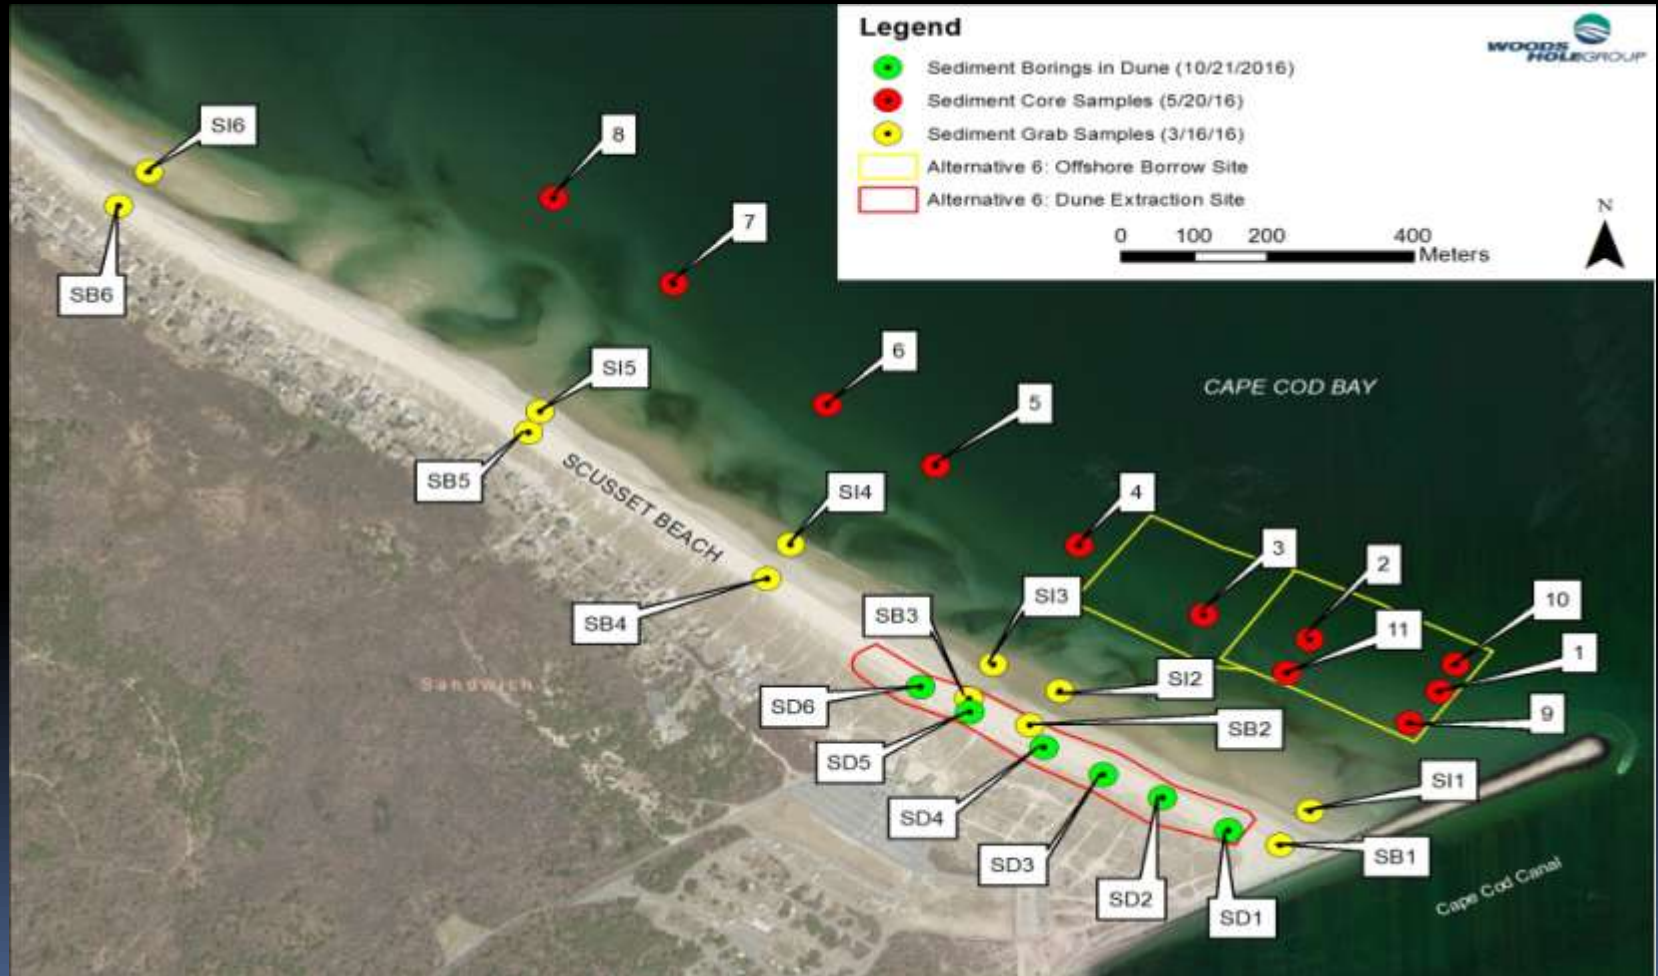 Legend
WOODS
HOLEGROUP
Sediment Borings in Dune (10/21/2016)
Sediment Core Samples (5/20/16)
Sediment Grab Samples (3/16/16)
Alternative 6: Offshore Borrow Site
Alternative 6: Dune Extraction Site
N
0 100 200 400
Meters
SI6
8
7
SB6
6
SI5
CAPE COD BAY
5
SB5
SCUSSET BEACH
SI4
4
3
2
SI3
10
SB3
SB4
11
1
SI2
Sandwich
SD6
9
SB2
SD5
SI1
SD4
SB1
SD3
Cape Cod Canal
SD2
SD1